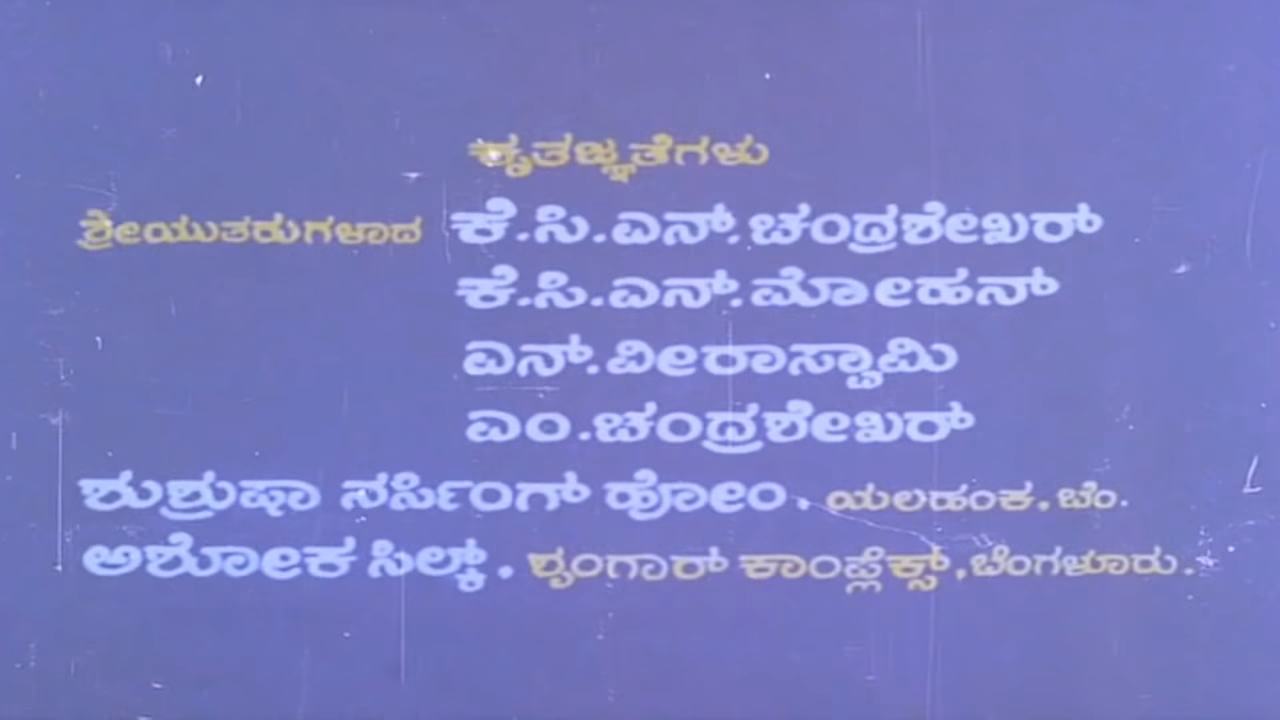 ಕೃತಜ್ಞತೆಗಳು
ಶ್ರೀಯುತರುಗಳಾದ ಕೆ.ಸಿ.ಎನ್.ಚಂದ್ರಶೇಖರ್
ಕೆ.ಸಿ.ಎನ್.ಮೋಹನ್
ಎನ್.ವೀರಾಸ್ವಾಮಿ
ಎಂ.ಚಂದ್ರಶೇಖರ್
ಶುಶ್ರುಷಾ ನರ್ಸಿಂಗ್ ಹೋಂ. ಯಲಹಂಕ, ಬೆಂ.
ಅಶೋಕ ಸಿಲ್ಕ್. ಶೃಂಗಾರ್ ಕಾಂಪ್ಲೆಕ್ಸ್, ಬೆಂಗಳೂರು.